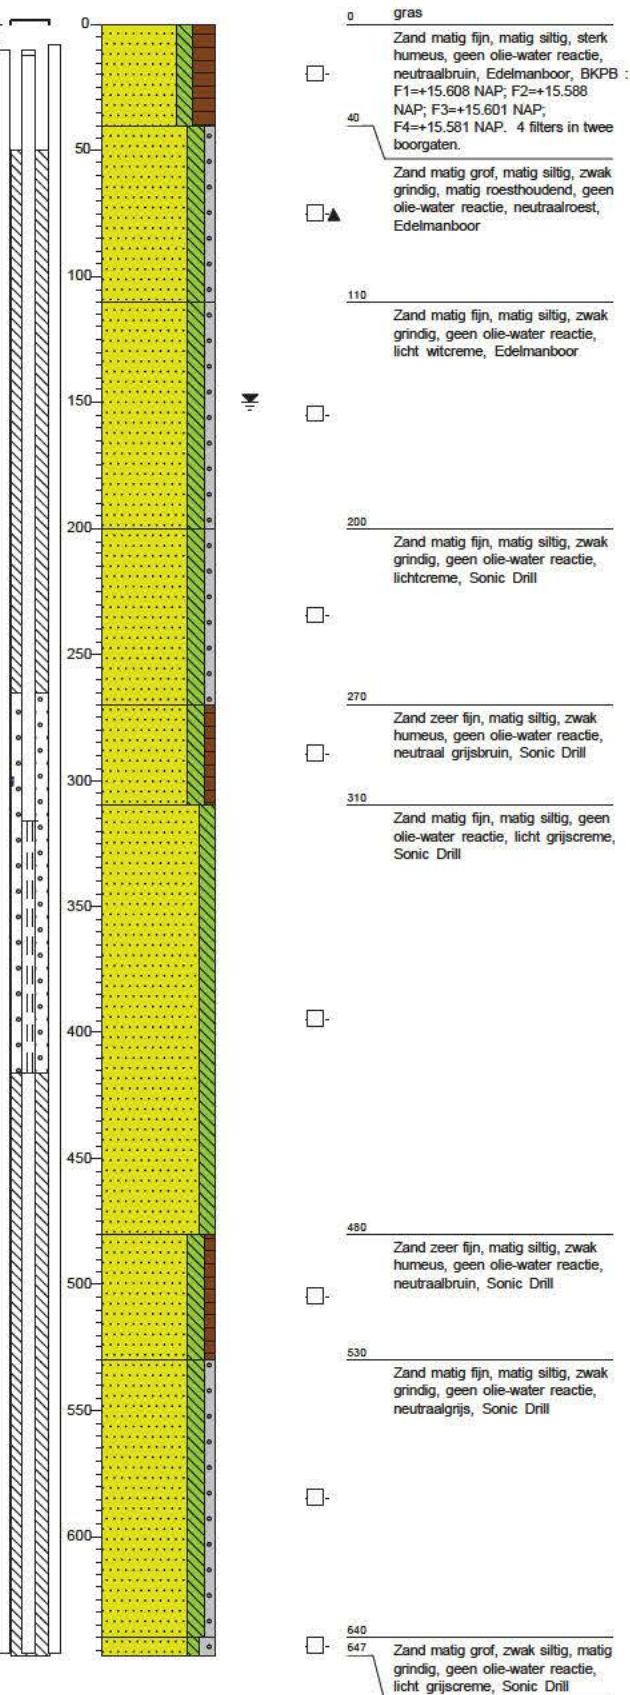 0
50
100
150
200
250
300
350
400
450
500
550
600
0
gras
Zand matig fijn, matig siltig, sterk
humeus, geen olie-water reactie,
neutraalbruin, Edelmanboor, BKPB :
F1=+15.608 NAP; F2=+15.588
NAP; F3=+15.601 NAP;
F4=+15.581 NAP. 4 filters in twee
boorgaten.
40
Zand matig grof, matig siltig, zwak
grindig, matig roesthoudend, geen
olie-water reactie, neutraalroest,
Edelmanboor
110
Zand matig fijn, matig siltig, zwak
grindig, geen olie-water reactie,
licht witcreme, Edelmanboor
200
Zand matig fijn, matig siltig, zwak
grindig, geen olie-water reactie,
lichtcreme, Sonic Drill
270
Zand zeer fijn, matig siltig, zwak
humeus, geen olie-water reactie,
neutraal grijsbruin, Sonic Drill
310
Zand matig fijn, matig siltig, geen
olie-water reactie, licht grijscreme,
Sonic Drill
480
Zand zeer fijn, matig siltig, zwak
humeus, geen olie-water reactie,
neutraalbruin, Sonic Drill
530
Zand matig fijn, matig siltig, zwak
grindig, geen olie-water reactie,
neutraalgrijs, Sonic Drill
640
647
Zand matig grof, zwak siltig, matig
grindig, geen olie-water reactie,
licht grijscreme, Sonic Drill